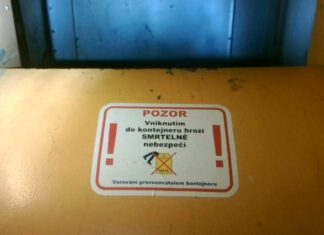 POZOR
Vniknutím
do kontejneru hrozí
SMRTELNÉ
nebezpečí
! !
Varování provozovatelem kontejneru